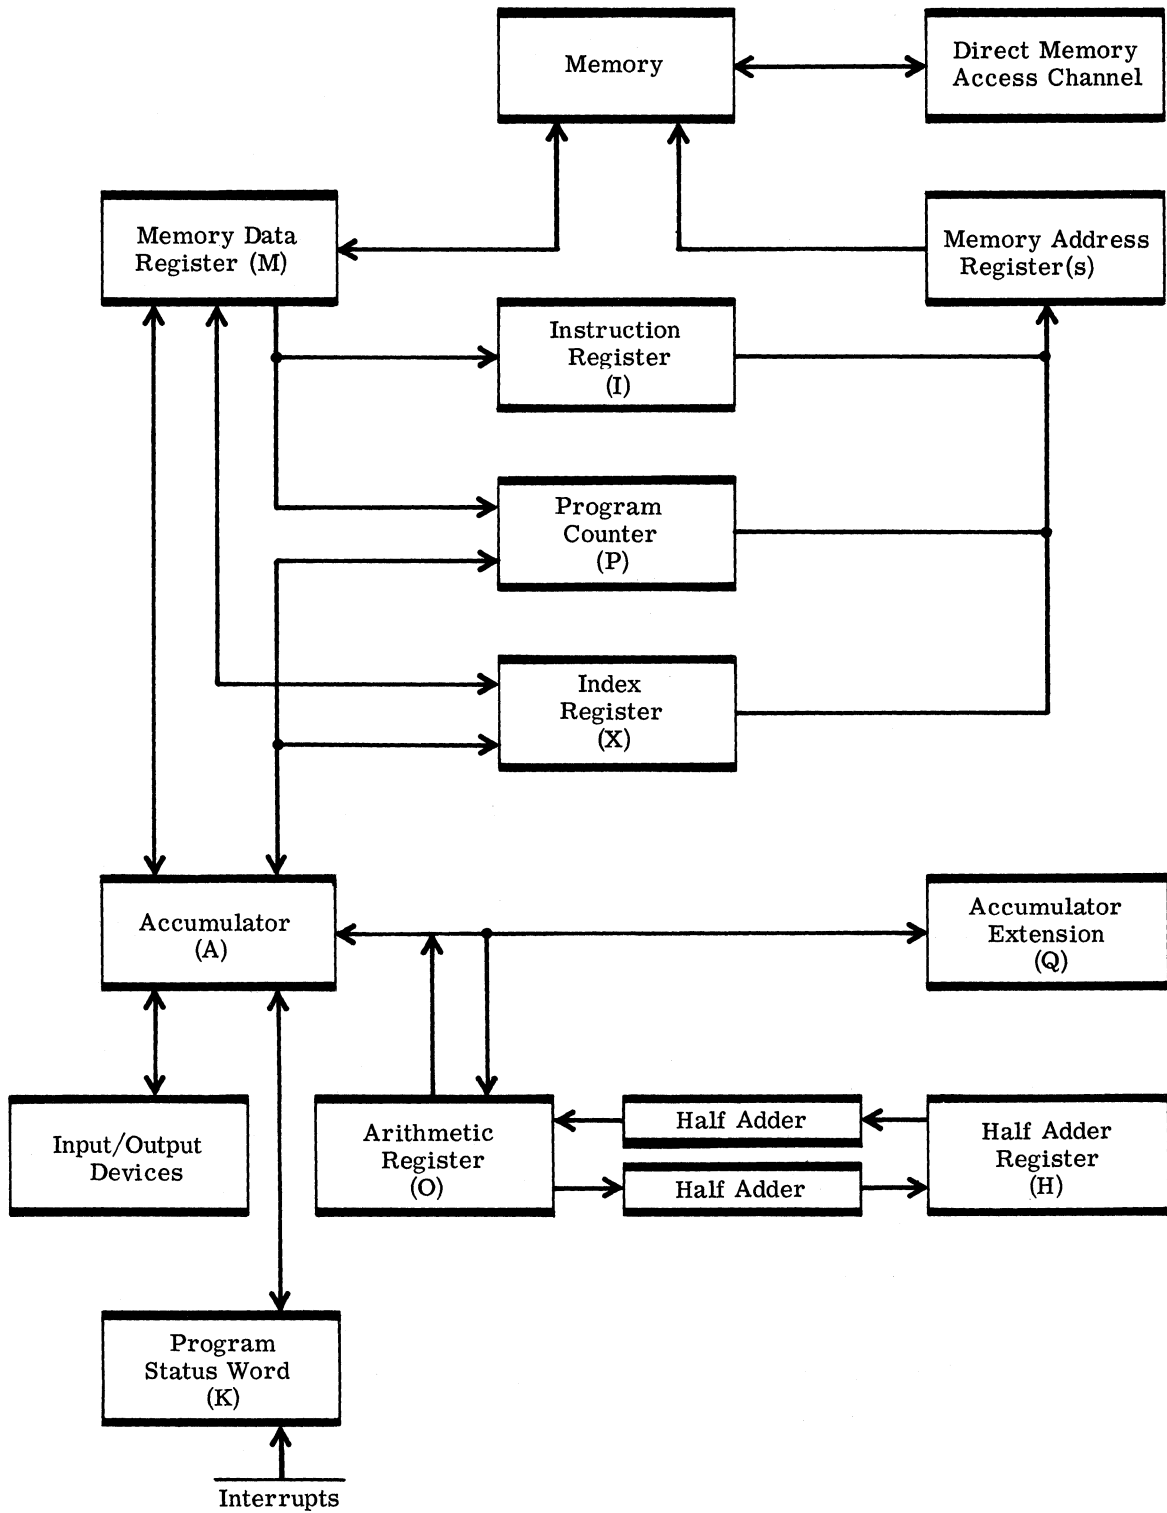 Memory
Direct Memory
Access Channel
Memory Data
Register (M)
Memory Address
Register(s)
Instruction
Register
(I)
Program
Counter
(P)
Index
Register
(X)
Accumulator
(A)
Accumulator
Extension
(Q)
Input/Output
Devices
Arithmetic
Register
(O)
Half Adder
Half Adder
Half Adder
Register
(H)
Program
Status Word
(K)
Interrupts